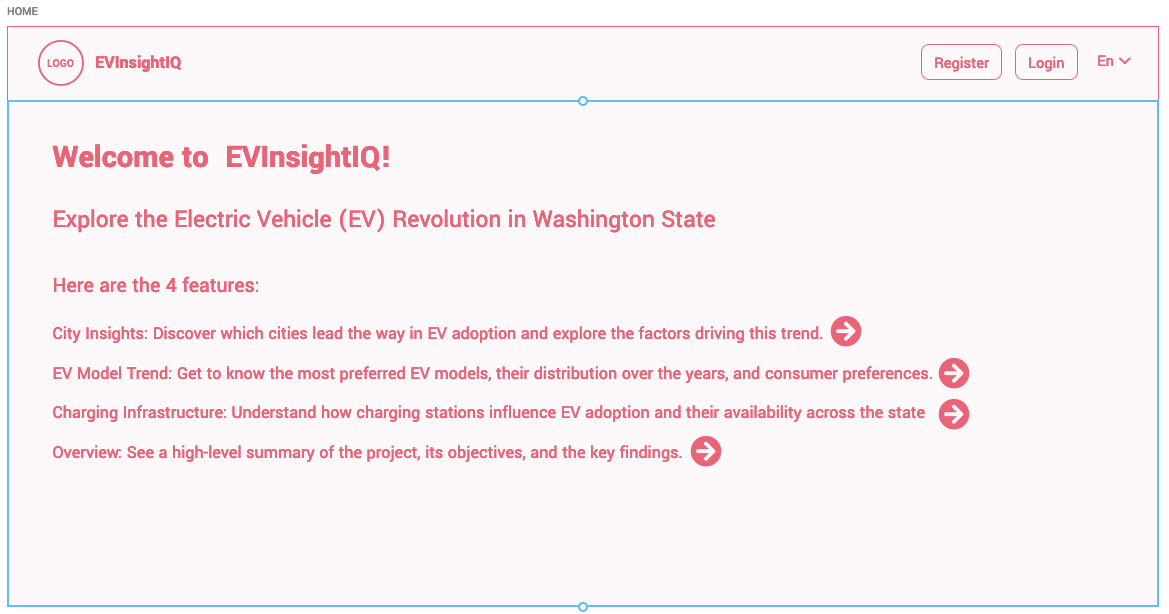 HOME
LOGO EVInsightIQ Register Login En
Welcome to EVInsightIQ!
Explore the Electric Vehicle (EV) Revolution in Washington State
Here are the 4 features:
City Insights: Discover which cities lead the way in EV adoption and explore the factors driving this trend.
EV Model Trend: Get to know the most preferred EV models, their distribution over the years, and consumer preferences.
Charging Infrastructure: Understand how charging stations influence EV adoption and their availability across the state
Overview: See a high-level summary of the project, its objectives, and the key findings.